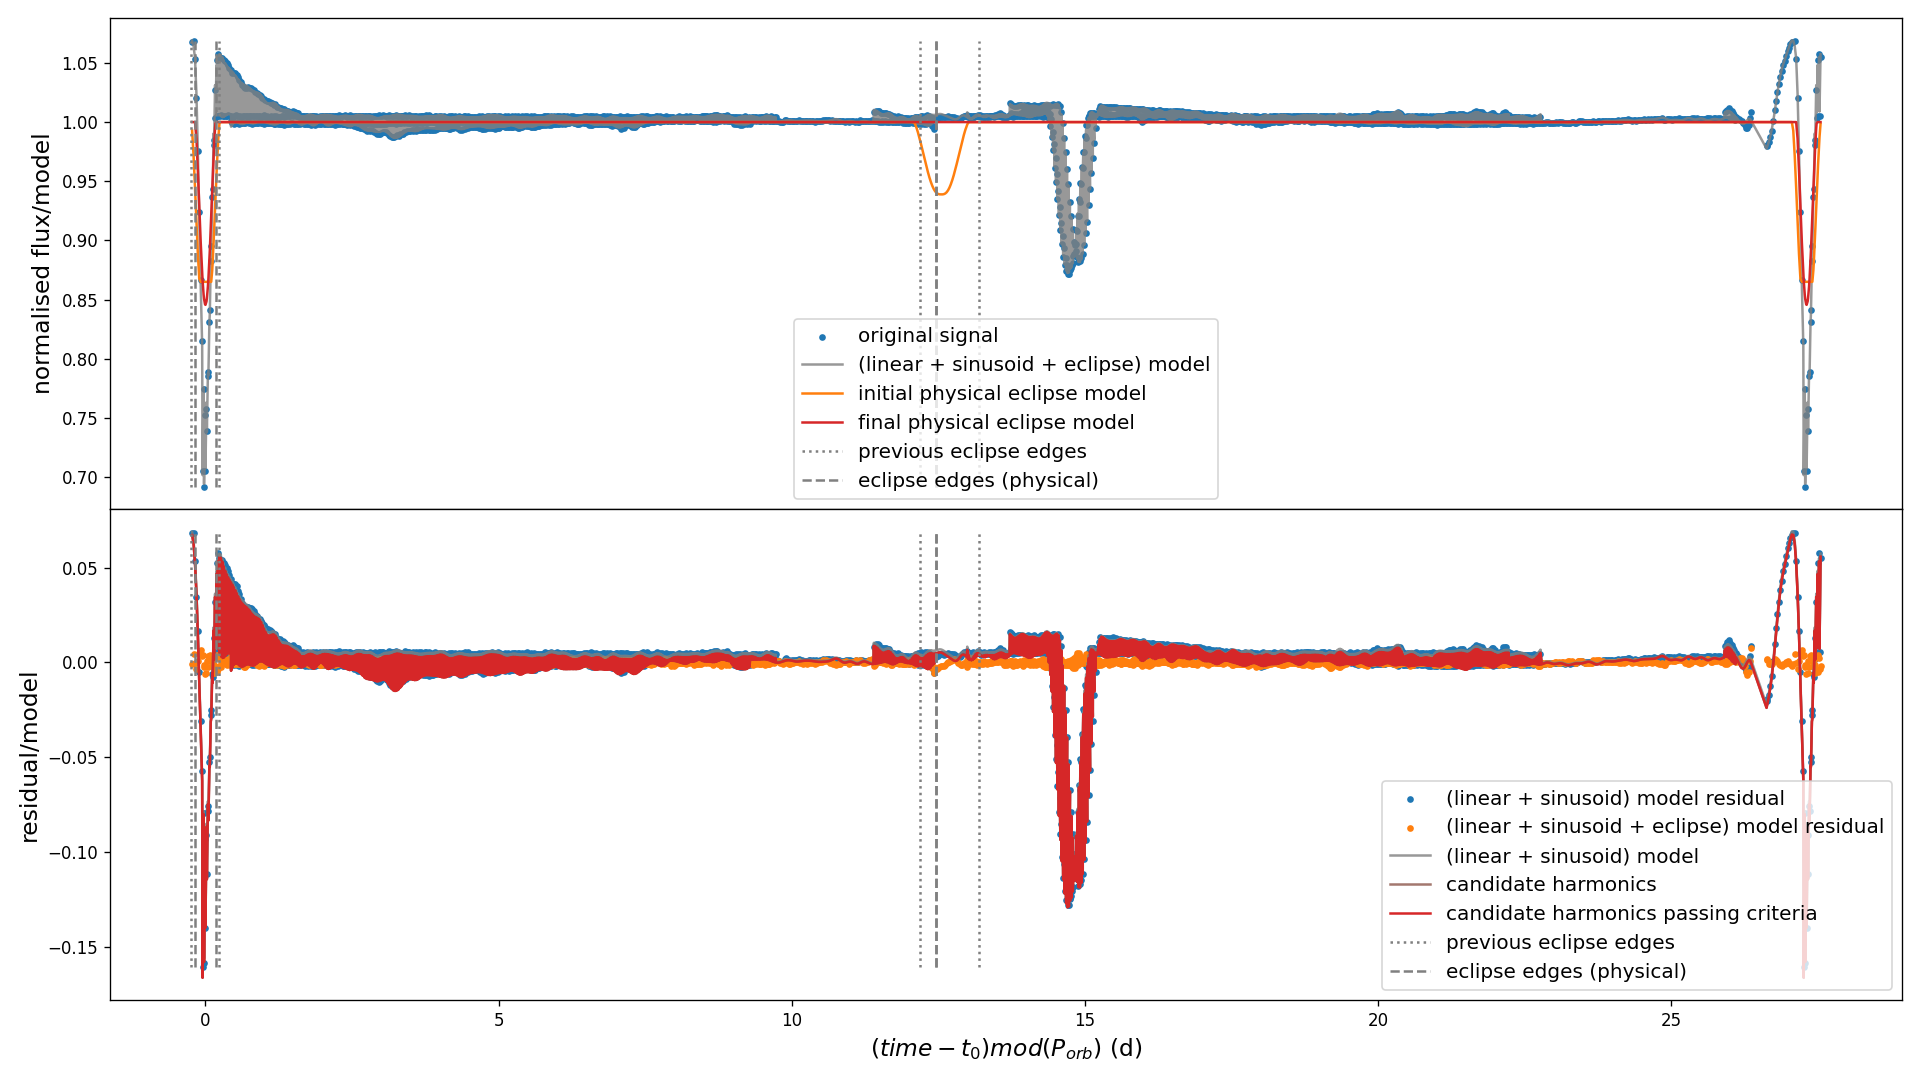 normalised flux/model
1.05
1.00
0.95
0.90
0.85
0.80
0.75
0.70
original signal
(linear + sinusoid + eclipse) model
initial physical eclipse model
final physical eclipse model
previous eclipse edges
eclipse edges (physical)
residual/model
0.05
0.00
−0.05
−0.10
−0.15
(linear + sinusoid) model residual
(linear + sinusoid + eclipse) model residual
(linear + sinusoid) model
candidate harmonics
candidate harmonics passing criteria
previous eclipse edges
eclipse edges (physical)
0 5 10 15 20 25
(time − t₀)mod(P_orb) (d)